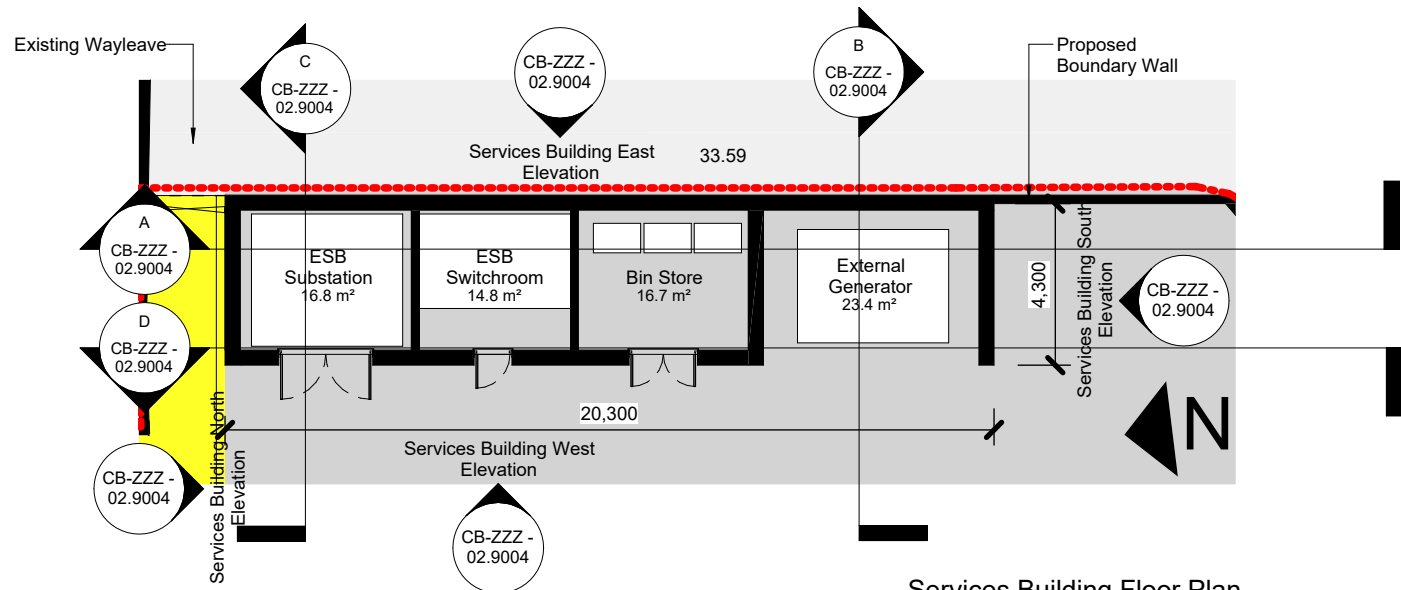 Existing Wayleave
C
CB-ZZZ -
02.9004
CB-ZZZ -
02.9004
B
CB-ZZZ -
02.9004
Proposed
Boundary Wall
Services Building East
Elevation
33.59
A
CB-ZZZ -
02.9004
ESB
Substation
16.8 m²
ESB
Switchroom
14.8 m²
Bin Store
16.7 m²
External
Generator
23.4 m²
4,300
Services Building South
Elevation
CB-ZZZ -
02.9004
D
CB-ZZZ -
02.9004
20,300
N
Services Building West
Elevation
CB-ZZZ -
02.9004
Services Building North
Elevation
CB-ZZZ -
02.9004
Services Building Floor Plan